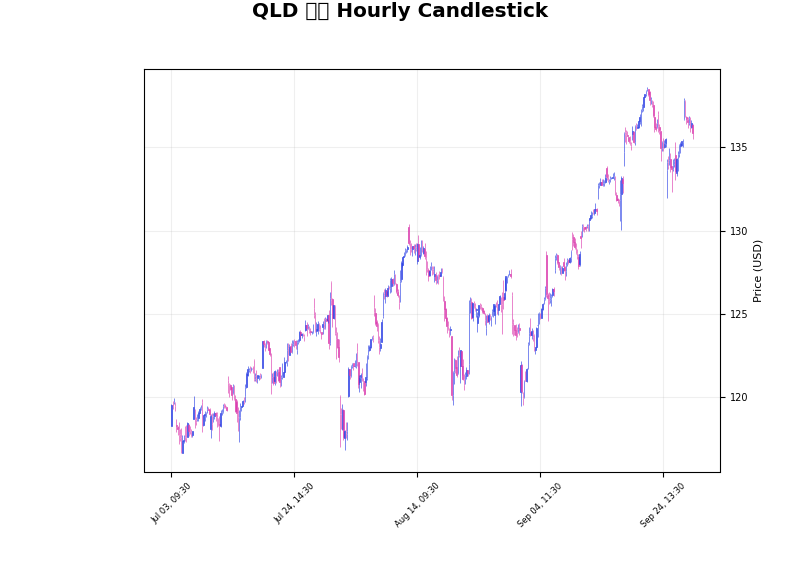 QLD Hourly Candlestick
135
130
125
120
Price (USD)
Jul 03, 09:30
Jul 24, 14:30
Aug 14, 09:30
Sep 04, 11:30
Sep 24, 13:30